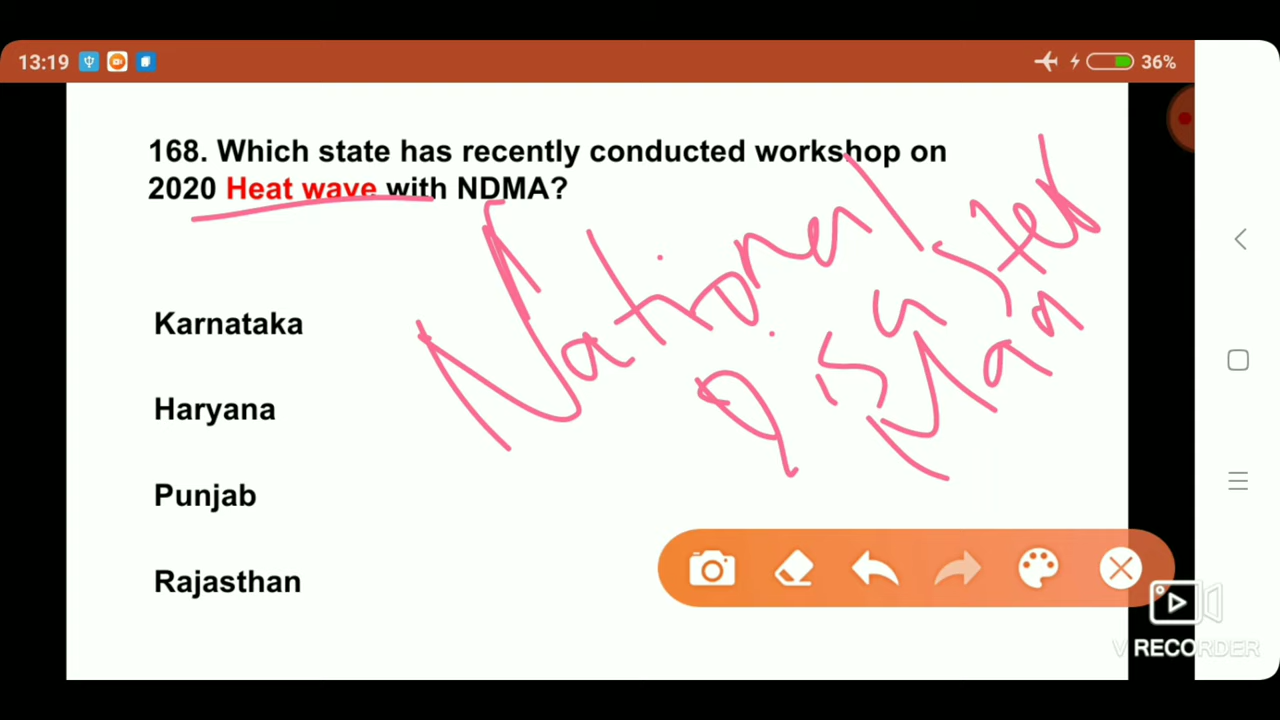 13:19
36%
168. Which state has recently conducted workshop on
2020 Heat wave with NDMA?
National
Disaster
Man
Karnataka
Haryana
Punjab
Rajasthan
V RECORDER